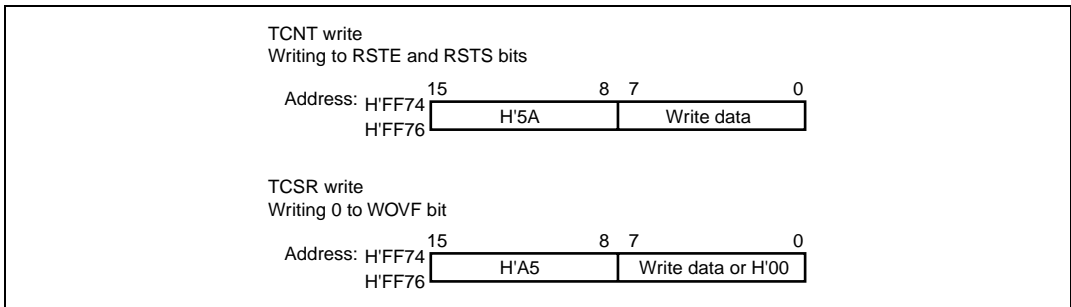 TCNT write
Writing to RSTE and RSTS bits
15 8 7 0
Address: H'FF74
H'5A Write data
H'FF76
TCSR write
Writing 0 to WOVF bit
15 8 7 0
Address: H'FF74
H'A5 Write data or H'00
H'FF76